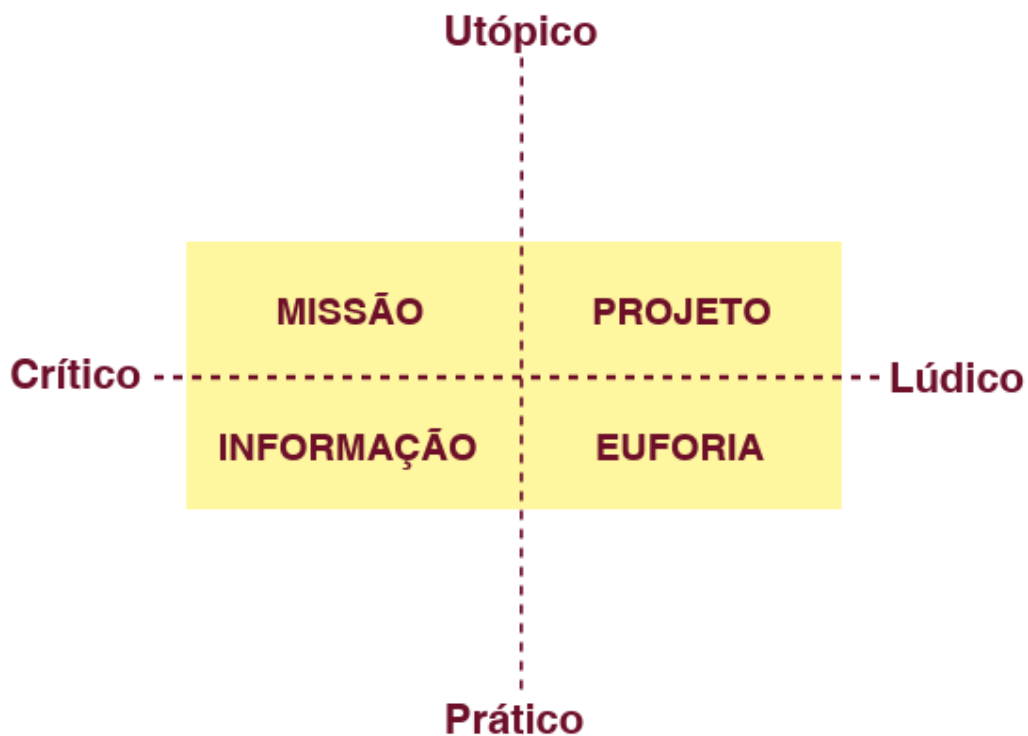 Utópico
MISSÃO PROJETO
Crítico Lúdico
INFORMAÇÃO EUFORIA
Prático